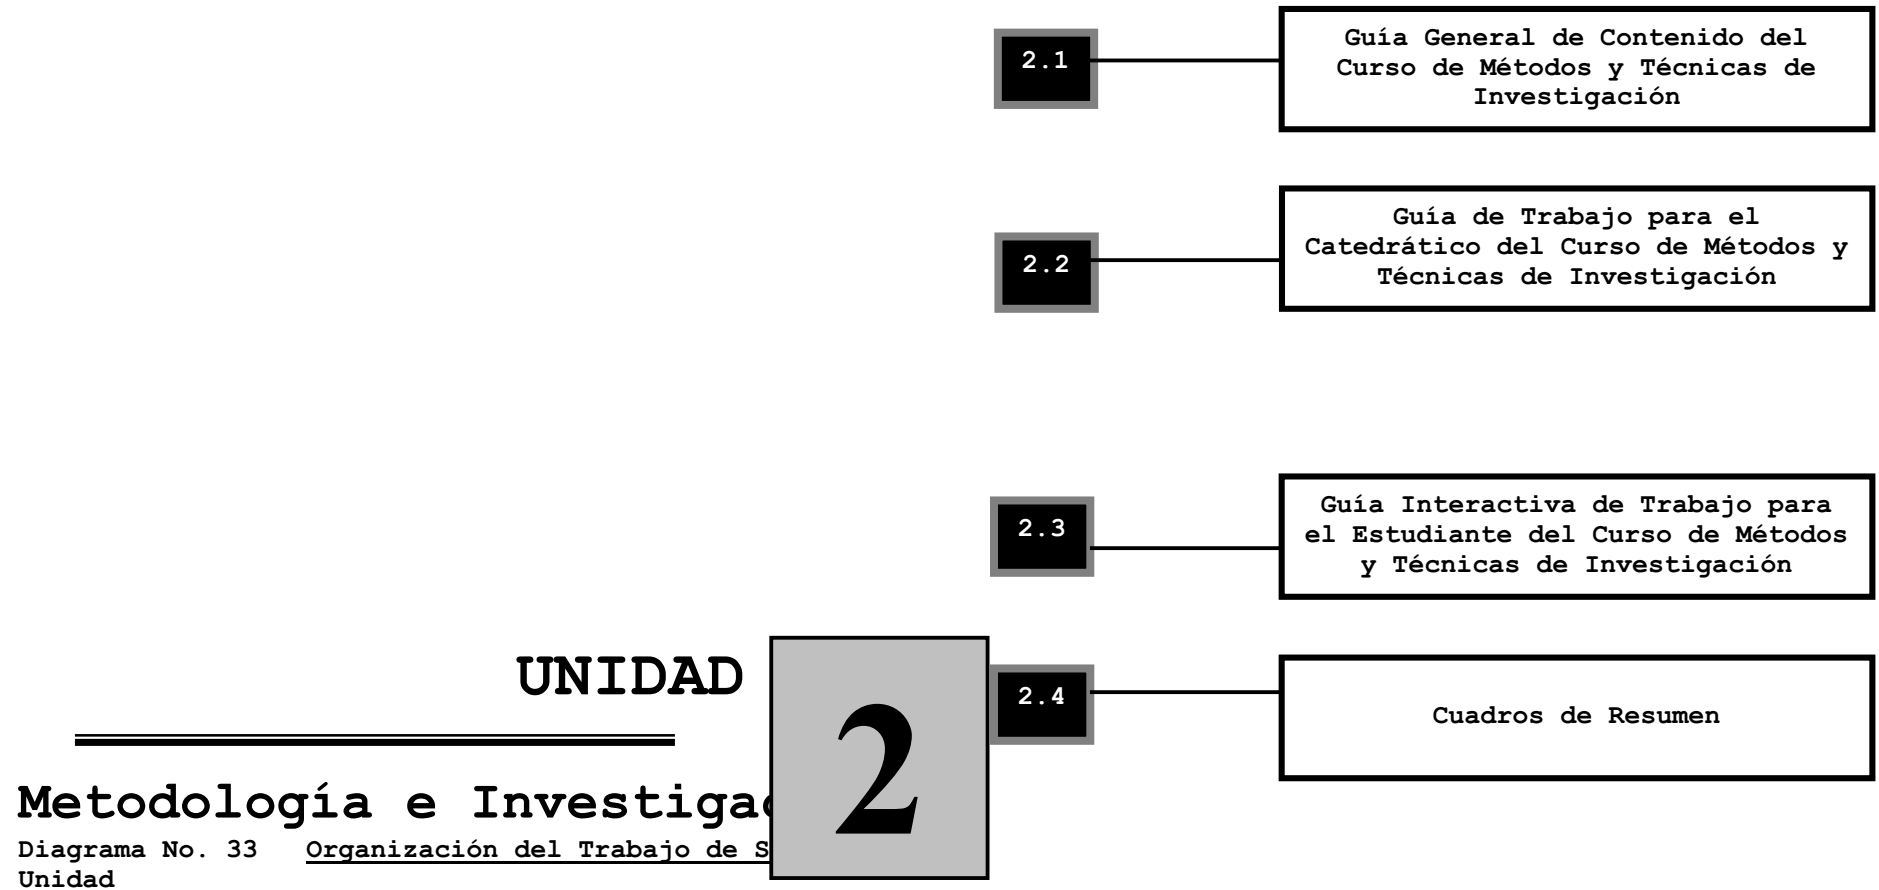 2.1
Guía General de Contenido del
Curso de Métodos y Técnicas de
Investigación
2.2
Guía de Trabajo para el
Catedrático del Curso de Métodos y
Técnicas de Investigación
2.3
Guía Interactiva de Trabajo para
el Estudiante del Curso de Métodos
y Técnicas de Investigación
2.4
Cuadros de Resumen
UNIDAD
2
Metodología e
Diagrama No. 33 Organización del Trabajo de
Unidad